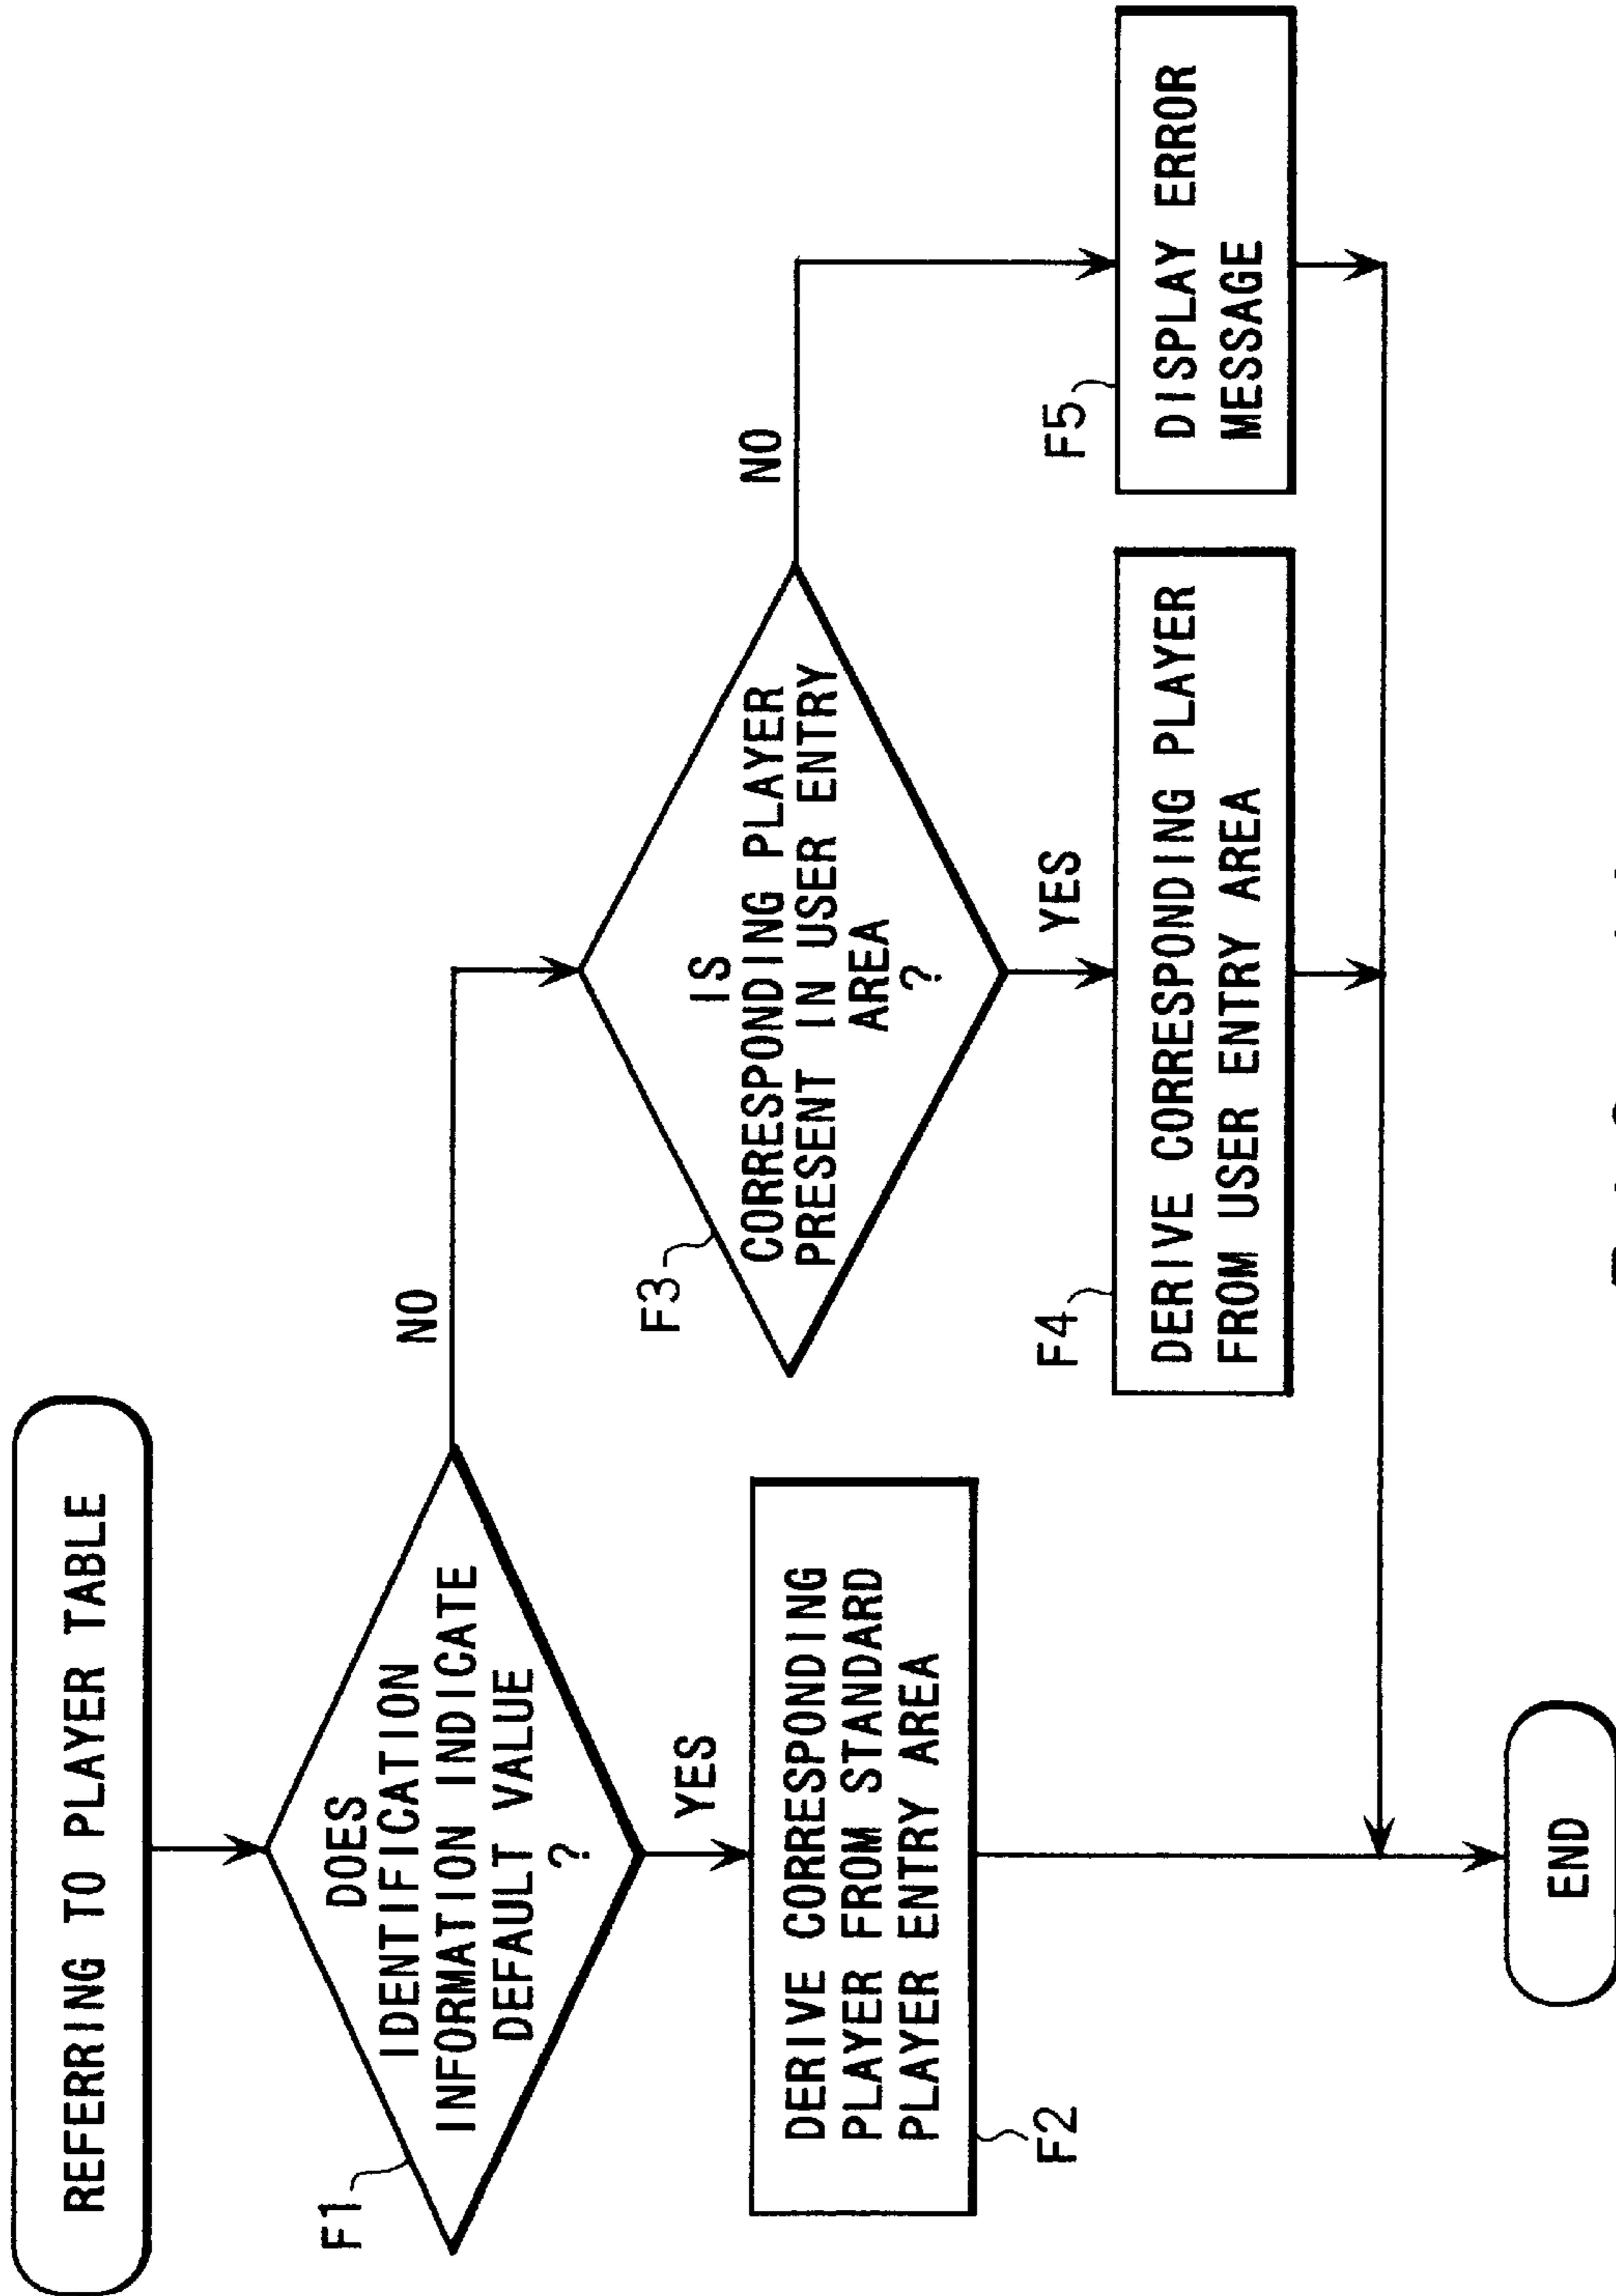 REFERRING TO PLAYER TABLE
F1
DOES
IDENTIFICATION
INFORMATION INDICATE
DEFAULT VALUE
?
NO
YES
F2
DERIVE CORRESPONDING
PLAYER FROM STANDARD
PLAYER ENTRY AREA
F3
IS
CORRESPONDING PLAYER
PRESENT IN USER ENTRY
AREA
?
NO
YES
F4
DERIVE CORRESPONDING PLAYER
FROM USER ENTRY AREA
F5
DISPLAY ERROR
MESSAGE
END